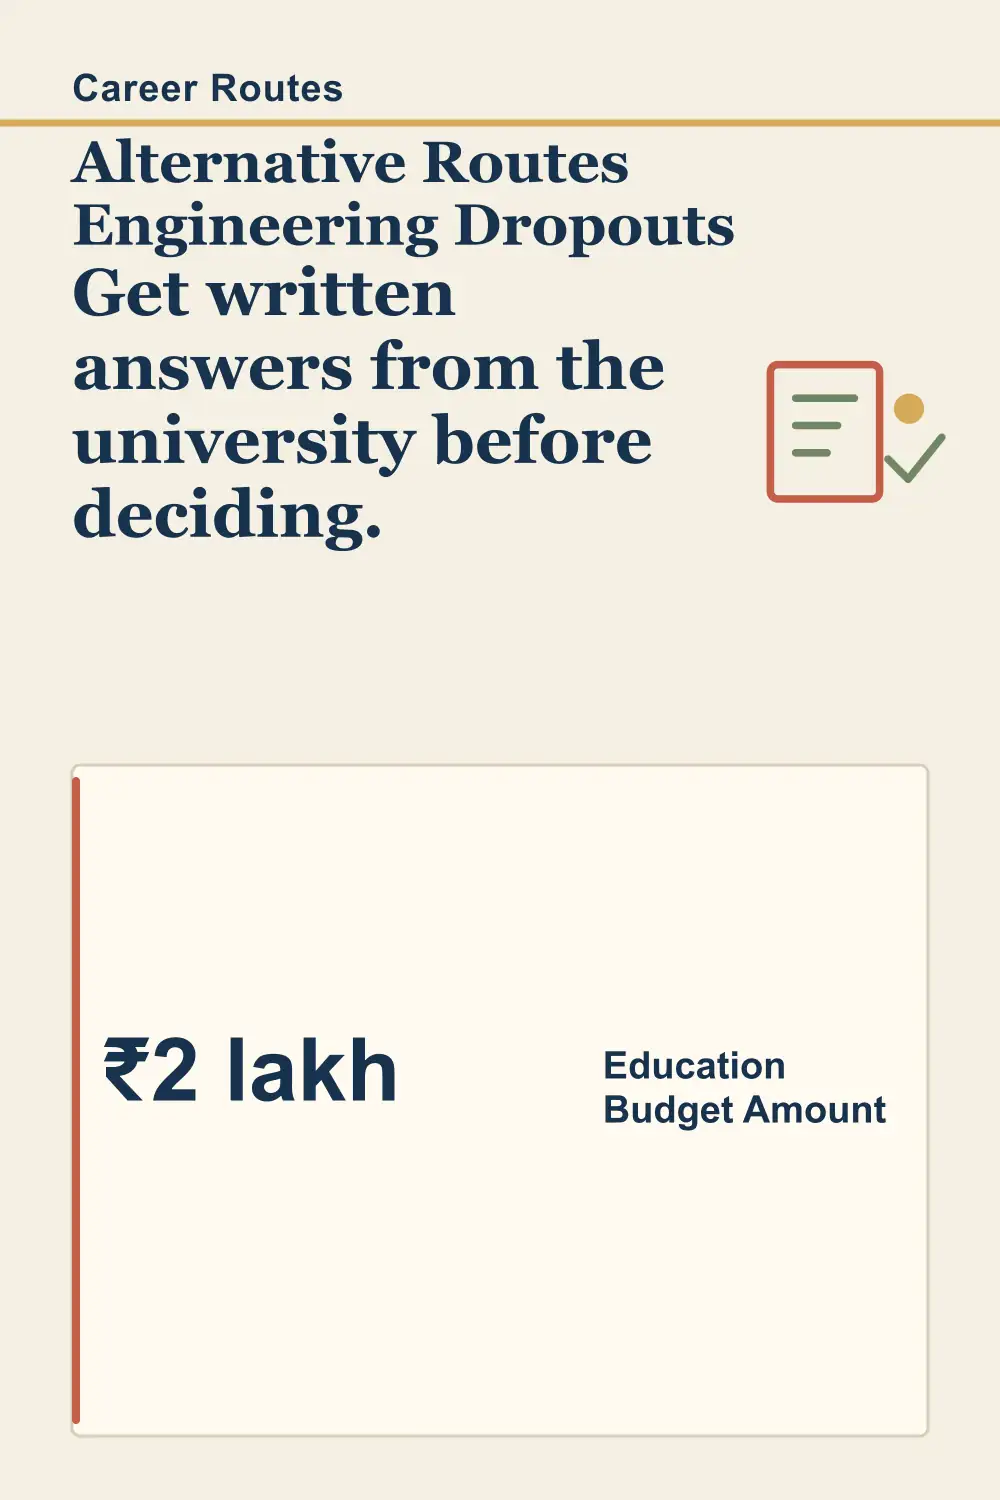 Career Routes
Alternative Routes
Engineering Dropouts
Get written
answers from the
university before
deciding.
₹2 lakh
Education
Budget Amount